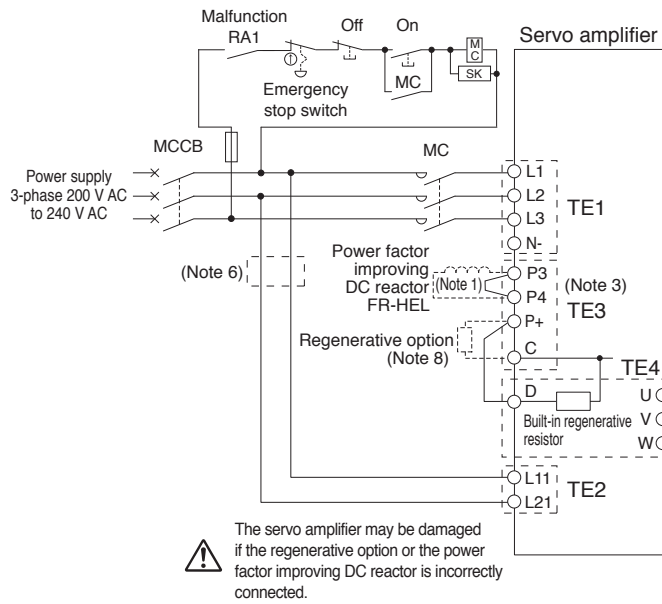 Malfunction
RA1
Off
On
MC
SK
MC
Emergency
stop switch
Servo amplifier
MCCB
MC
Power supply
3-phase 200 V AC
to 240 V AC
L1
L2
L3
N-
TE1
(Note 6)
Power factor
improving
DC reactor
FR-HEL
(Note 1)
P3
P4
P+
C
(Note 3)
TE3
Regenerative option
(Note 8)
TE4
D
Built-in regenerative
resistor
U
V
W
L11
L21
TE2
The servo amplifier may be damaged
if the regenerative option or the power
factor improving DC reactor is incorrectly
connected.